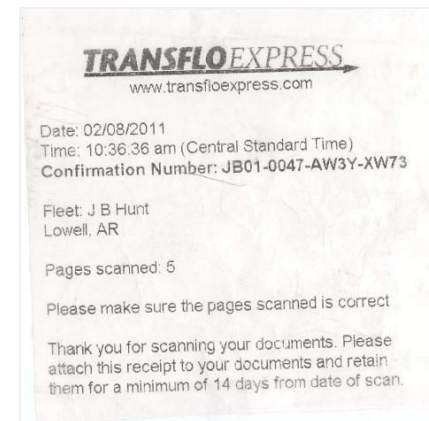 TRANSFLO EXPRESS
www.transfloexpress.com
Date: 02/08/2011
Time: 10:36:36 am (Central Standard Time)
Confirmation Number: JB01-0047-AW3Y-XW73
Fleet: J B Hunt
Lowell, AR
Pages scanned: 5
Please make sure the pages scanned is correct
Thank you for scanning your documents. Please
attach this receipt to your documents and retain
them for a minimum of 14 days from date of scan.